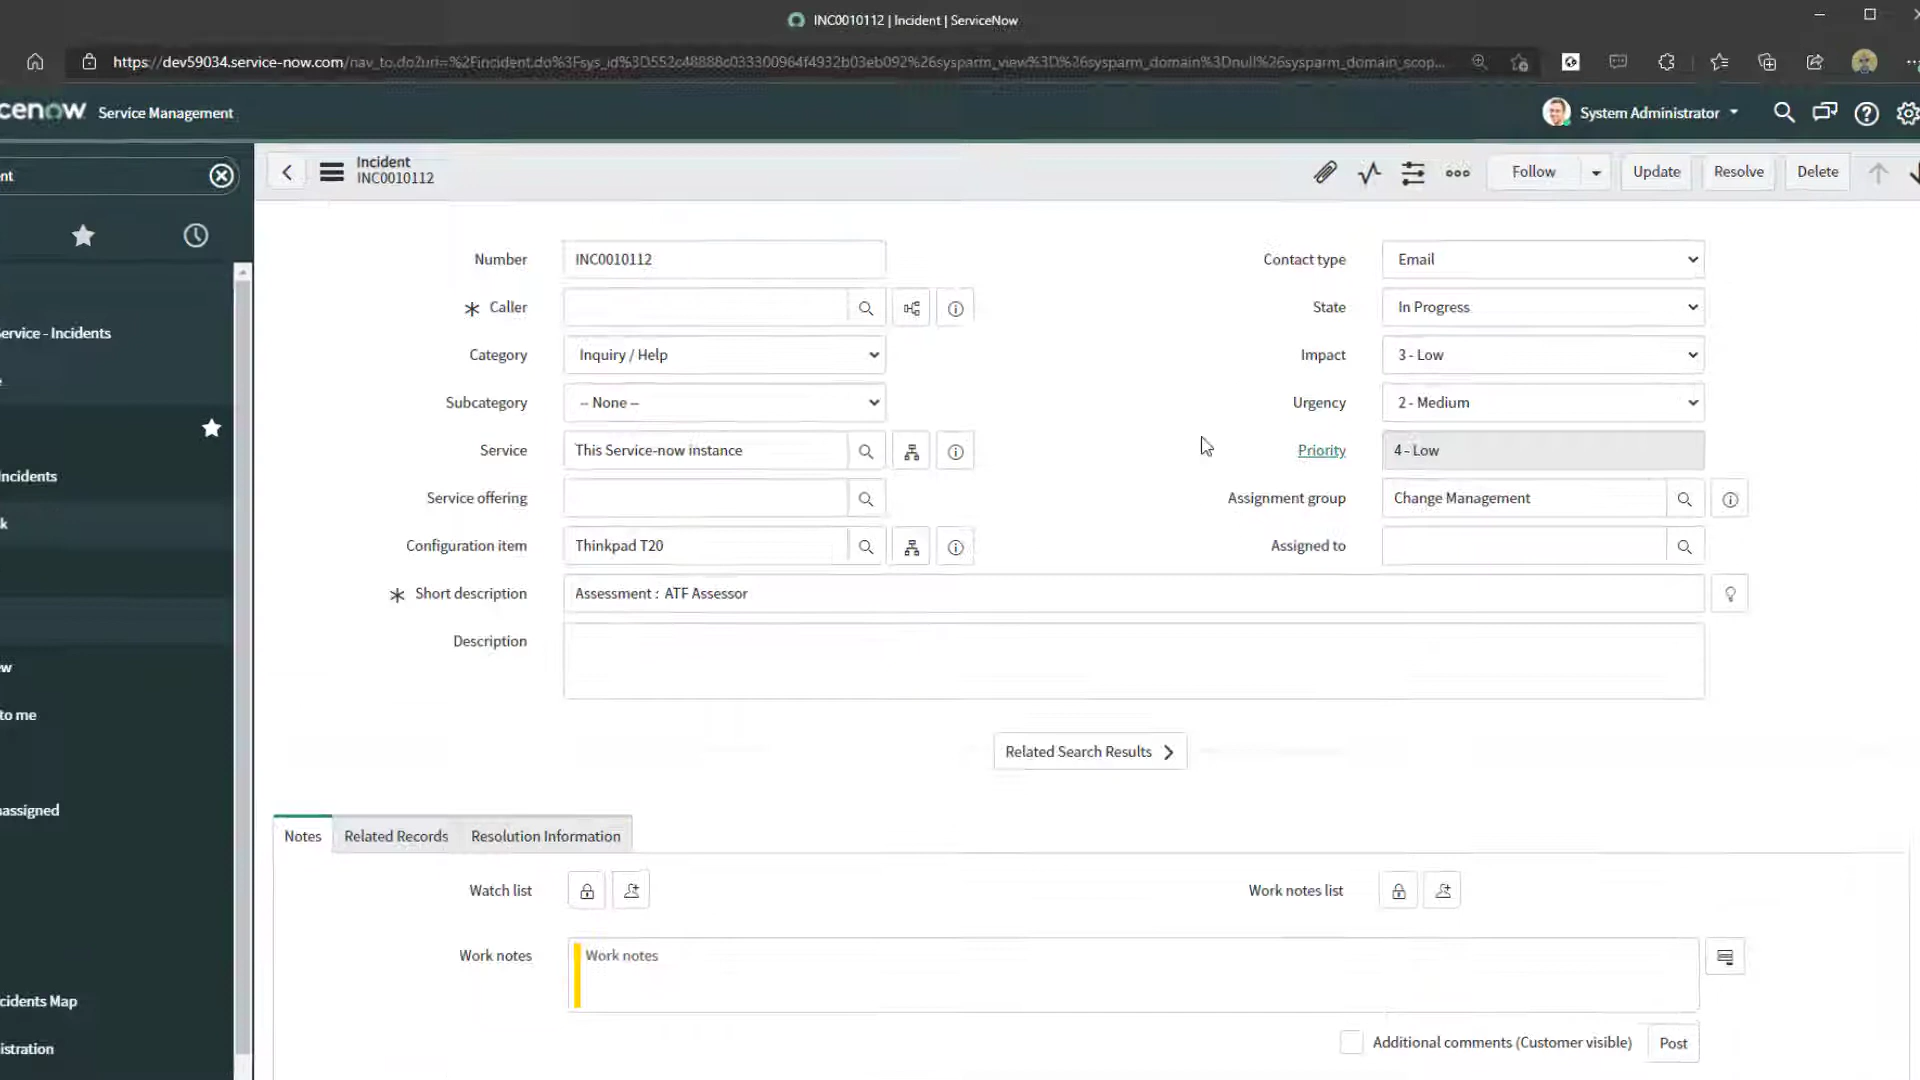 INC0010112 | Incident | ServiceNow
https://dev59034.service-now.com/nav_to.do?uri=%2Fincident.do%3Fsys_id%3D552c48888c033300964f4932b03eb092%26sysparm_view%3D%26sysparm_domain%3Dnull%26sysparm_domain_scop...
cenow Service Management
System Administrator
nt
Incident
INC0010112
Follow
Update
Resolve
Delete
Number
INC0010112
Contact type
Email
Caller
State
In Progress
ervice - Incidents
Category
Inquiry / Help
Impact
3 - Low
e
Subcategory
-- None --
Urgency
2 - Medium
Service
This Service-now instance
Priority
4 - Low
ncidents
Service offering
Assignment group
Change Management
k
Configuration item
Thinkpad T20
Assigned to
Short description
Assessment : ATF Assessor
Description
ew
to me
Related Search Results
nassigned
Notes
Related Records
Resolution Information
Watch list
Work notes list
Work notes
Work notes
cidents Map
istration
Additional comments (Customer visible)
Post